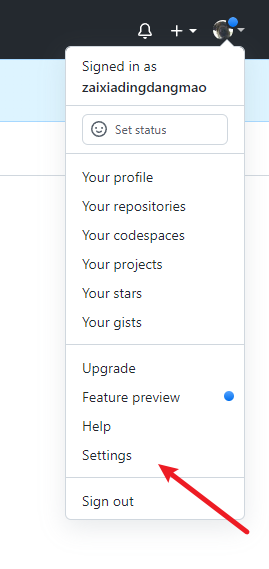 Signed in as
zaixiadingdangmao
Set status
Your profile
Your repositories
Your codespaces
Your projects
Your stars
Your gists
Upgrade
Feature preview
Help
Settings
Sign out